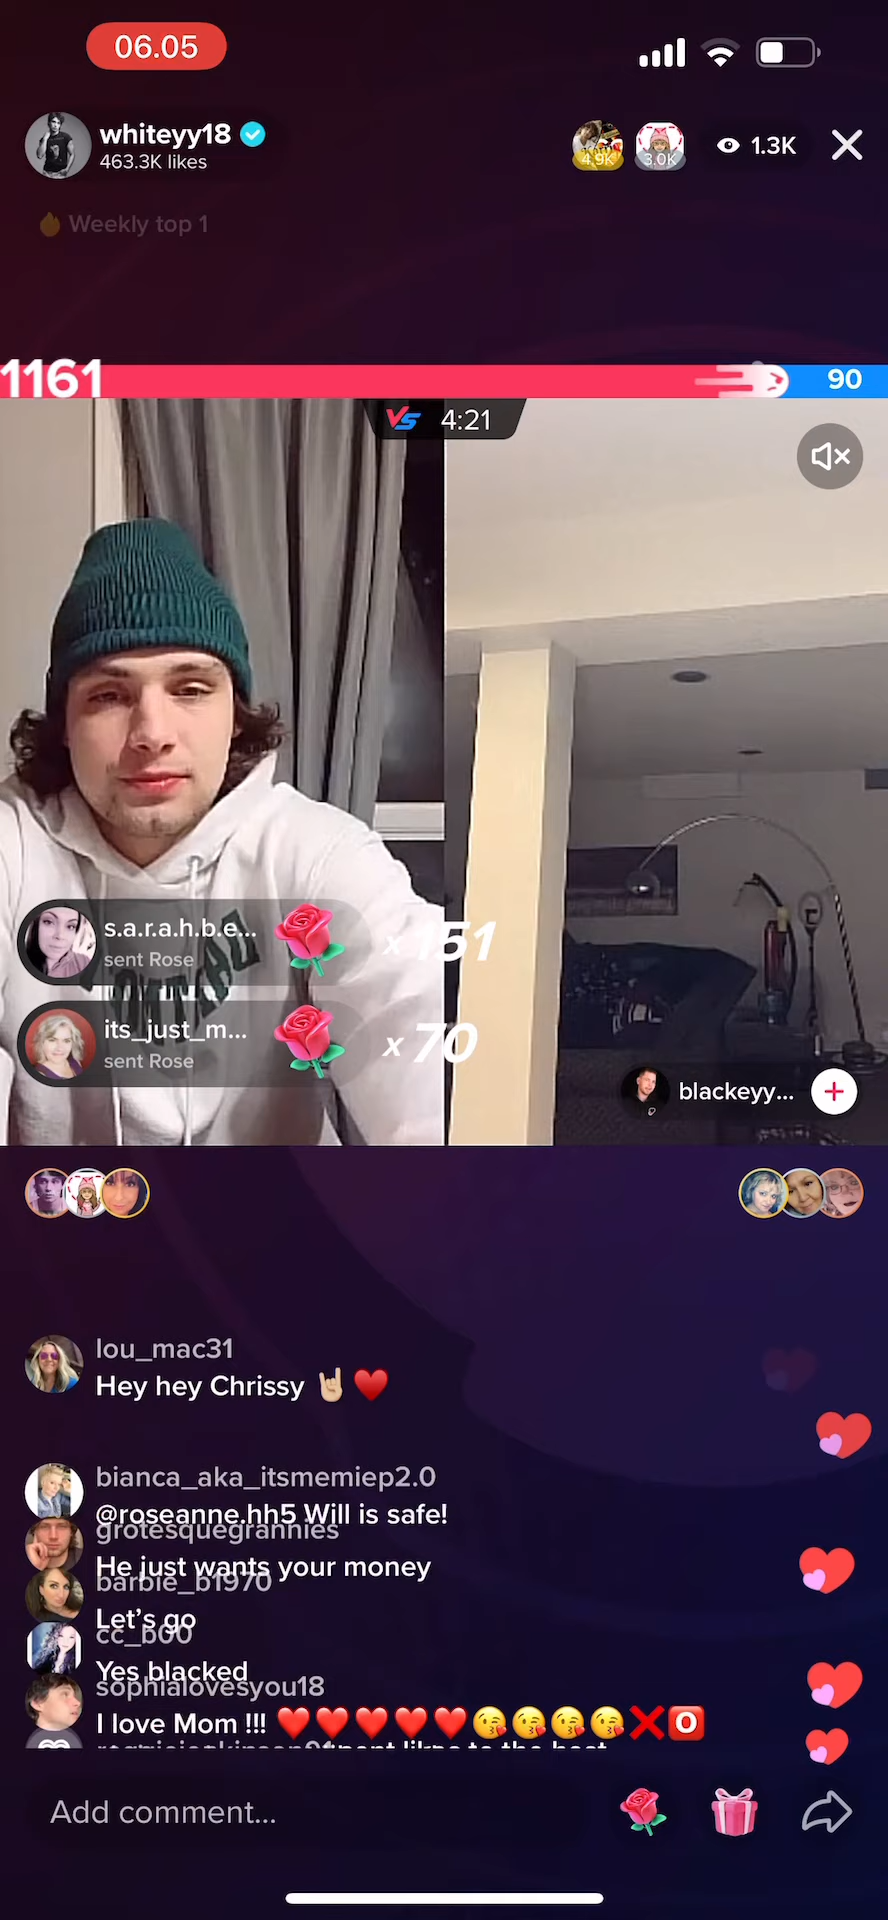 06.05
whiteyy18
463.3K likes
4.9K
3.0K
1.3K
Weekly top 1
1161
90
VS 4:21
s.a.r.a.h.b.e...
sent Rose
x 151
its_just_m...
sent Rose
x 70
blackeyy...
lou_mac31
Hey hey Chrissy 🤘🏼 ♥️
bianca_aka_itsmemiep2.0
@roseanne.hh5 Will is safe!
grotesquegrannies
He just wants your money
barbie_b1970
Let's go
cc_b00
Yes blacked
sophialovesyou18
I love Mom !!! ❤️❤️❤️❤️❤️😘😘😘😘❌🅾️
Add comment...